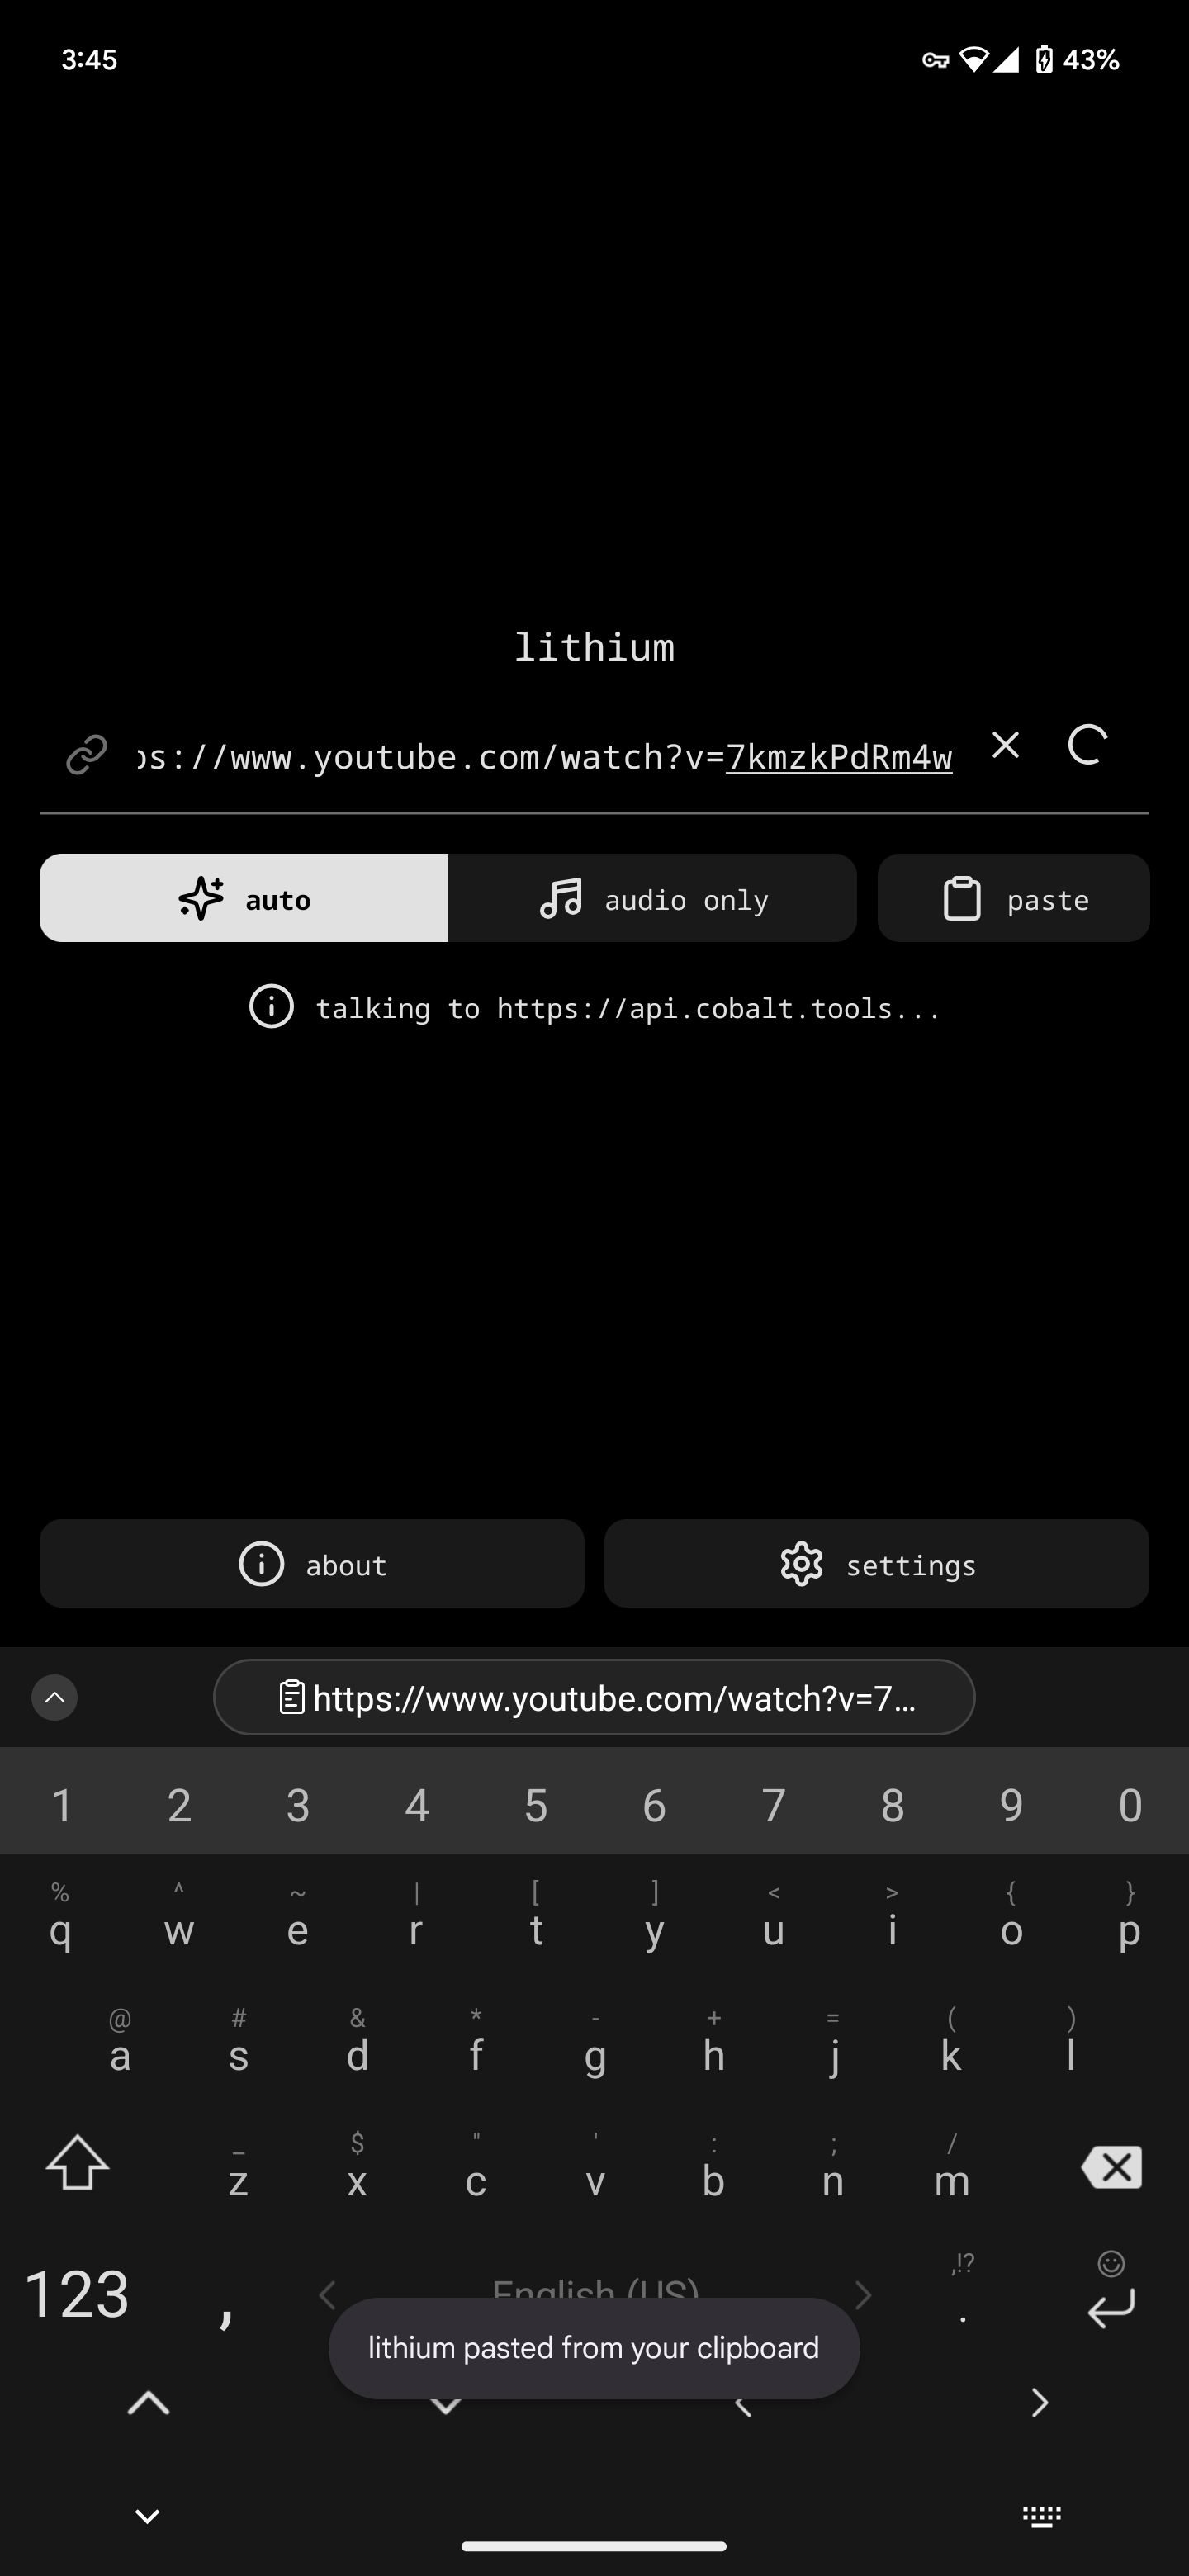 3:45
43%
lithium
ps://www.youtube.com/watch?v=7kmzkPdRm4w
auto
audio only
paste
talking to https://api.cobalt.tools...
about
settings
https://www.youtube.com/watch?v=7...
1 2 3 4 5 6 7 8 9 0
% ^ ~ | [ ] < > { }
q w e r t y u i o p
@ # & * - + = ( )
a s d f g h j k l
_ $ " ' : ; /
z x c v b n m
,!?
123 , English (US) .
lithium pasted from your clipboard